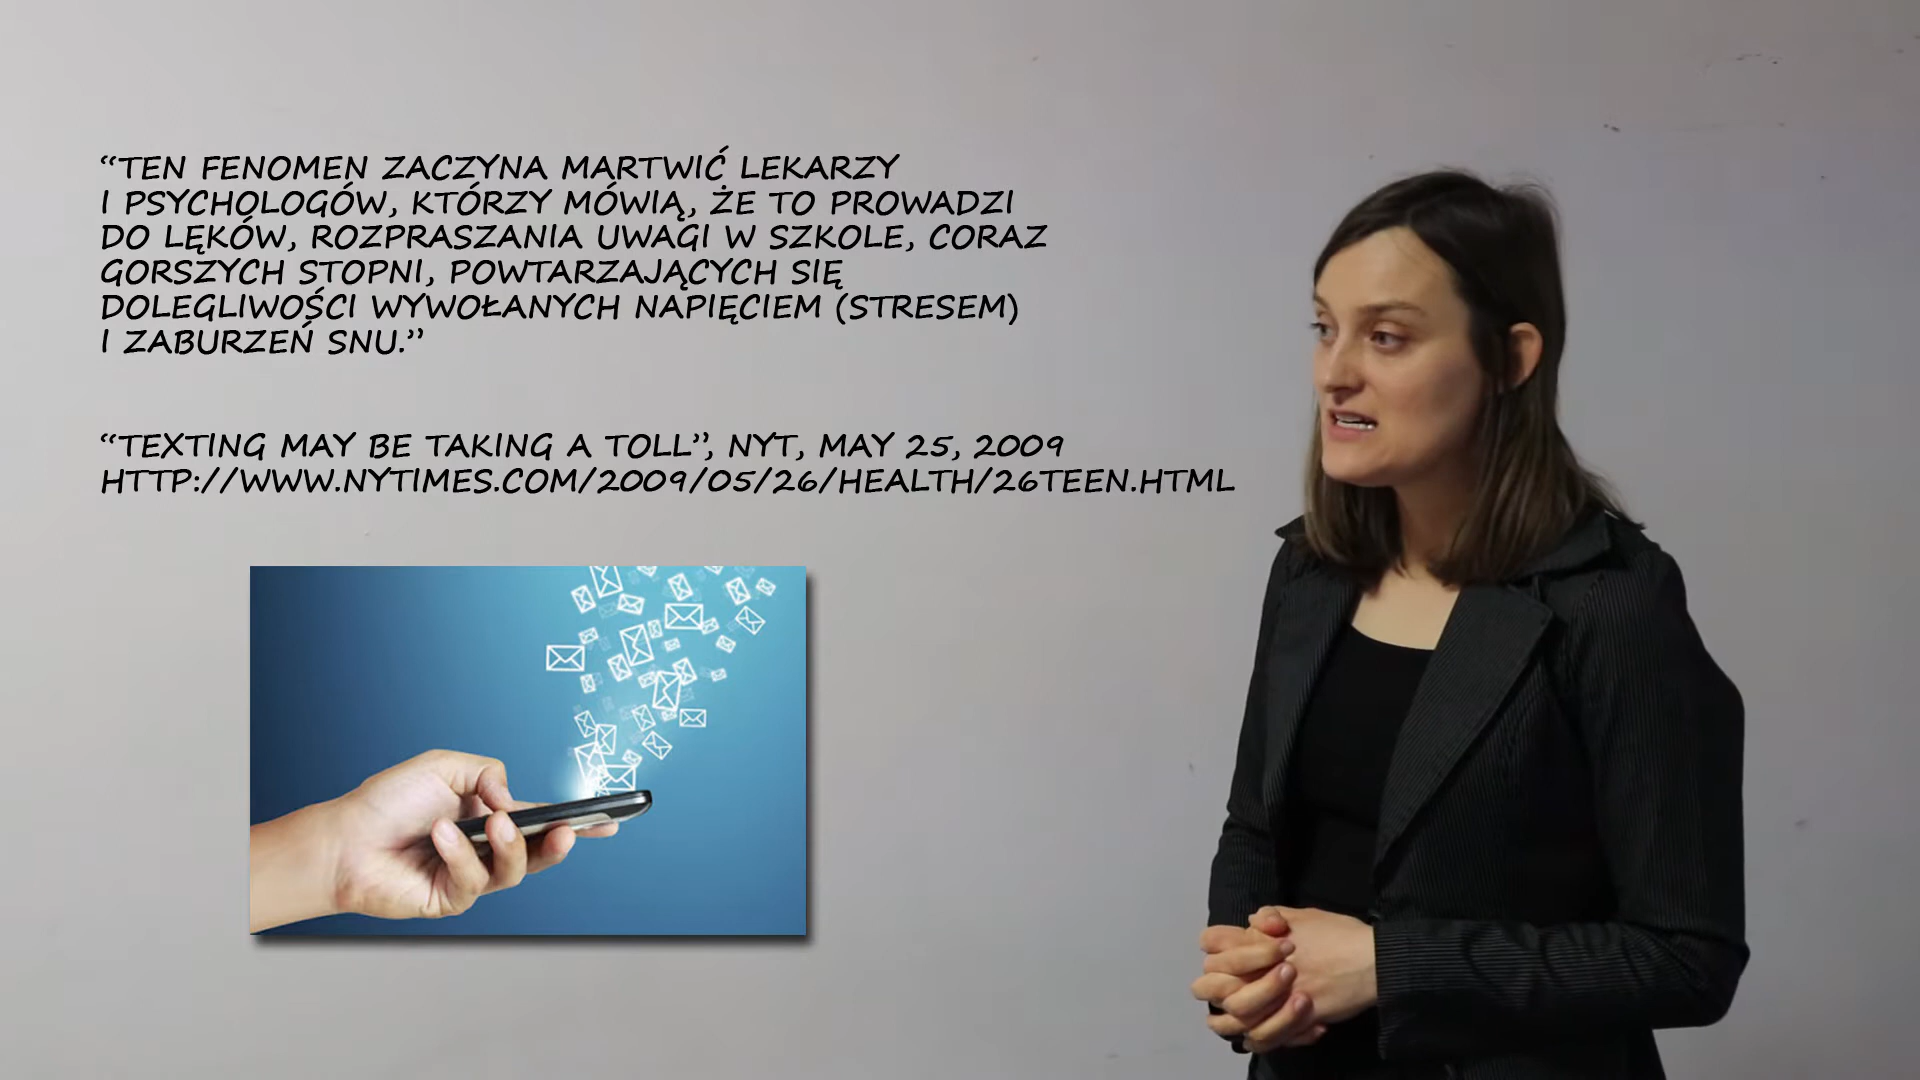 “TEN FENOMEN ZACZYNA MARTWIĆ LEKARZY
I PSYCHOLOGÓW, KTÓRZY MÓWIĄ, ŻE TO PROWADZI
DO LĘKÓW, ROZPRASZANIA UWAGI W SZKOLE, CORAZ
GORSZYCH STOPNI, POWTARZAJĄCYCH SIĘ
DOLEGLIWOŚCI WYWOŁANYCH NAPIĘCIEM (STRESEM)
I ZABURZEŃ SNU.”
“TEXTING MAY BE TAKING A TOLL”, NYT, MAY 25, 2009
HTTP://WWW.NYTIMES.COM/2009/05/26/HEALTH/26TEEN.HTML